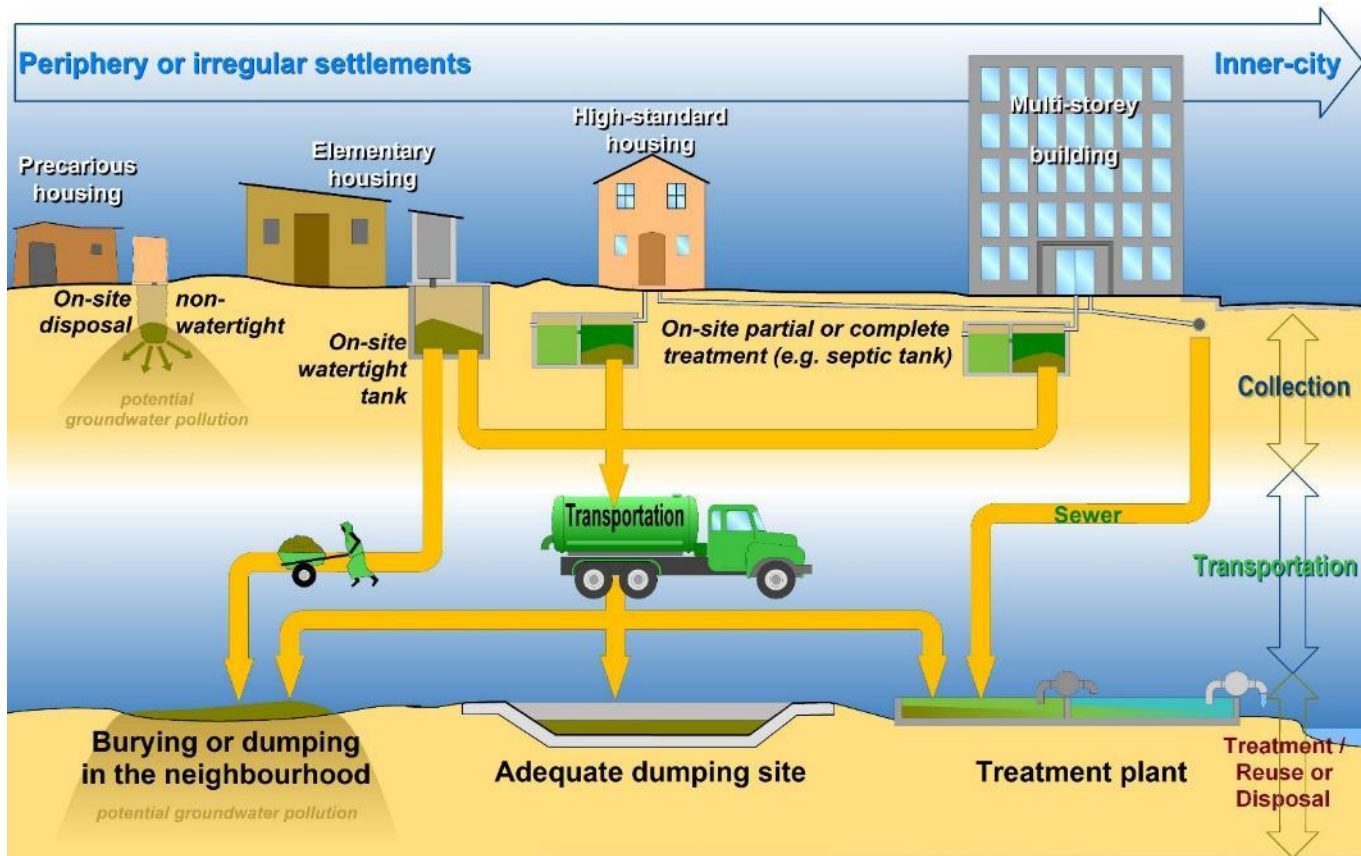 Periphery or irregular settlements
Inner-city
Precarious
housing
Elementary
housing
High-standard
housing
Multi-storey
building
On-site
disposal
non-
watertight
potential
groundwater pollution
On-site
watertight
tank
On-site partial or complete
treatment (e.g. septic tank)
Collection
Transportation
Sewer
Transportation
Burying or dumping
in the neighbourhood
potential groundwater pollution
Adequate dumping site
Treatment plant
Treatment /
Reuse or
Disposal